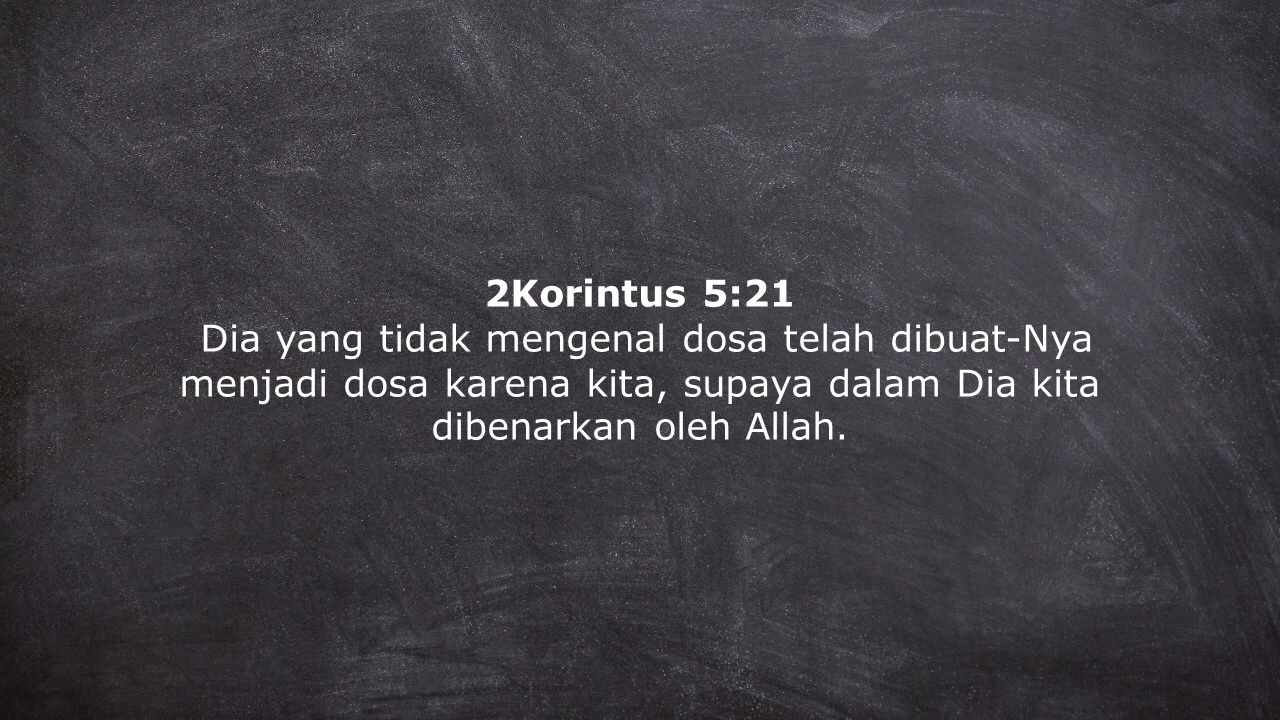 2Korintus 5:21
Dia yang tidak mengenal dosa telah dibuat-Nya
menjadi dosa karena kita, supaya dalam Dia kita
dibenarkan oleh Allah.